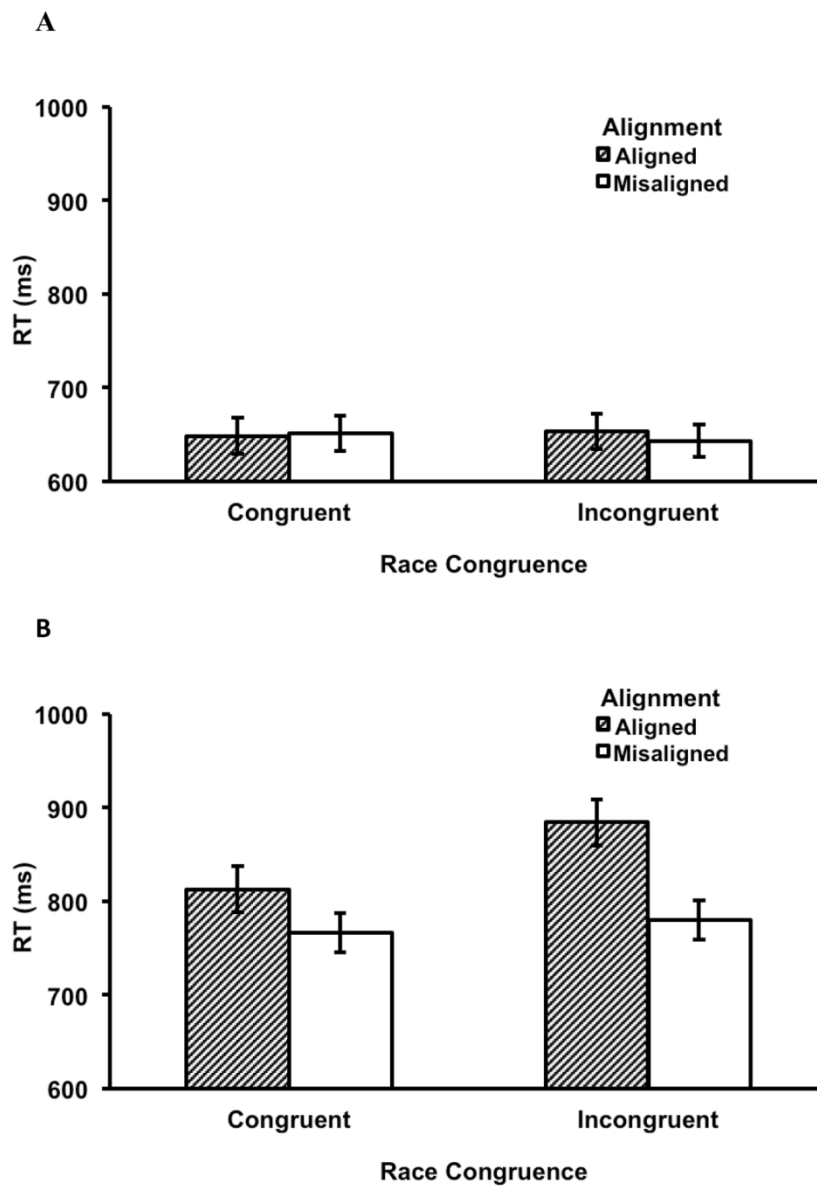 A
1000
Alignment
Aligned
Misaligned
900
800
RT (ms)
700
600
Congruent Incongruent
Race Congruence
B
1000
Alignment
Aligned
Misaligned
900
800
RT (ms)
700
600
Congruent Incongruent
Race Congruence